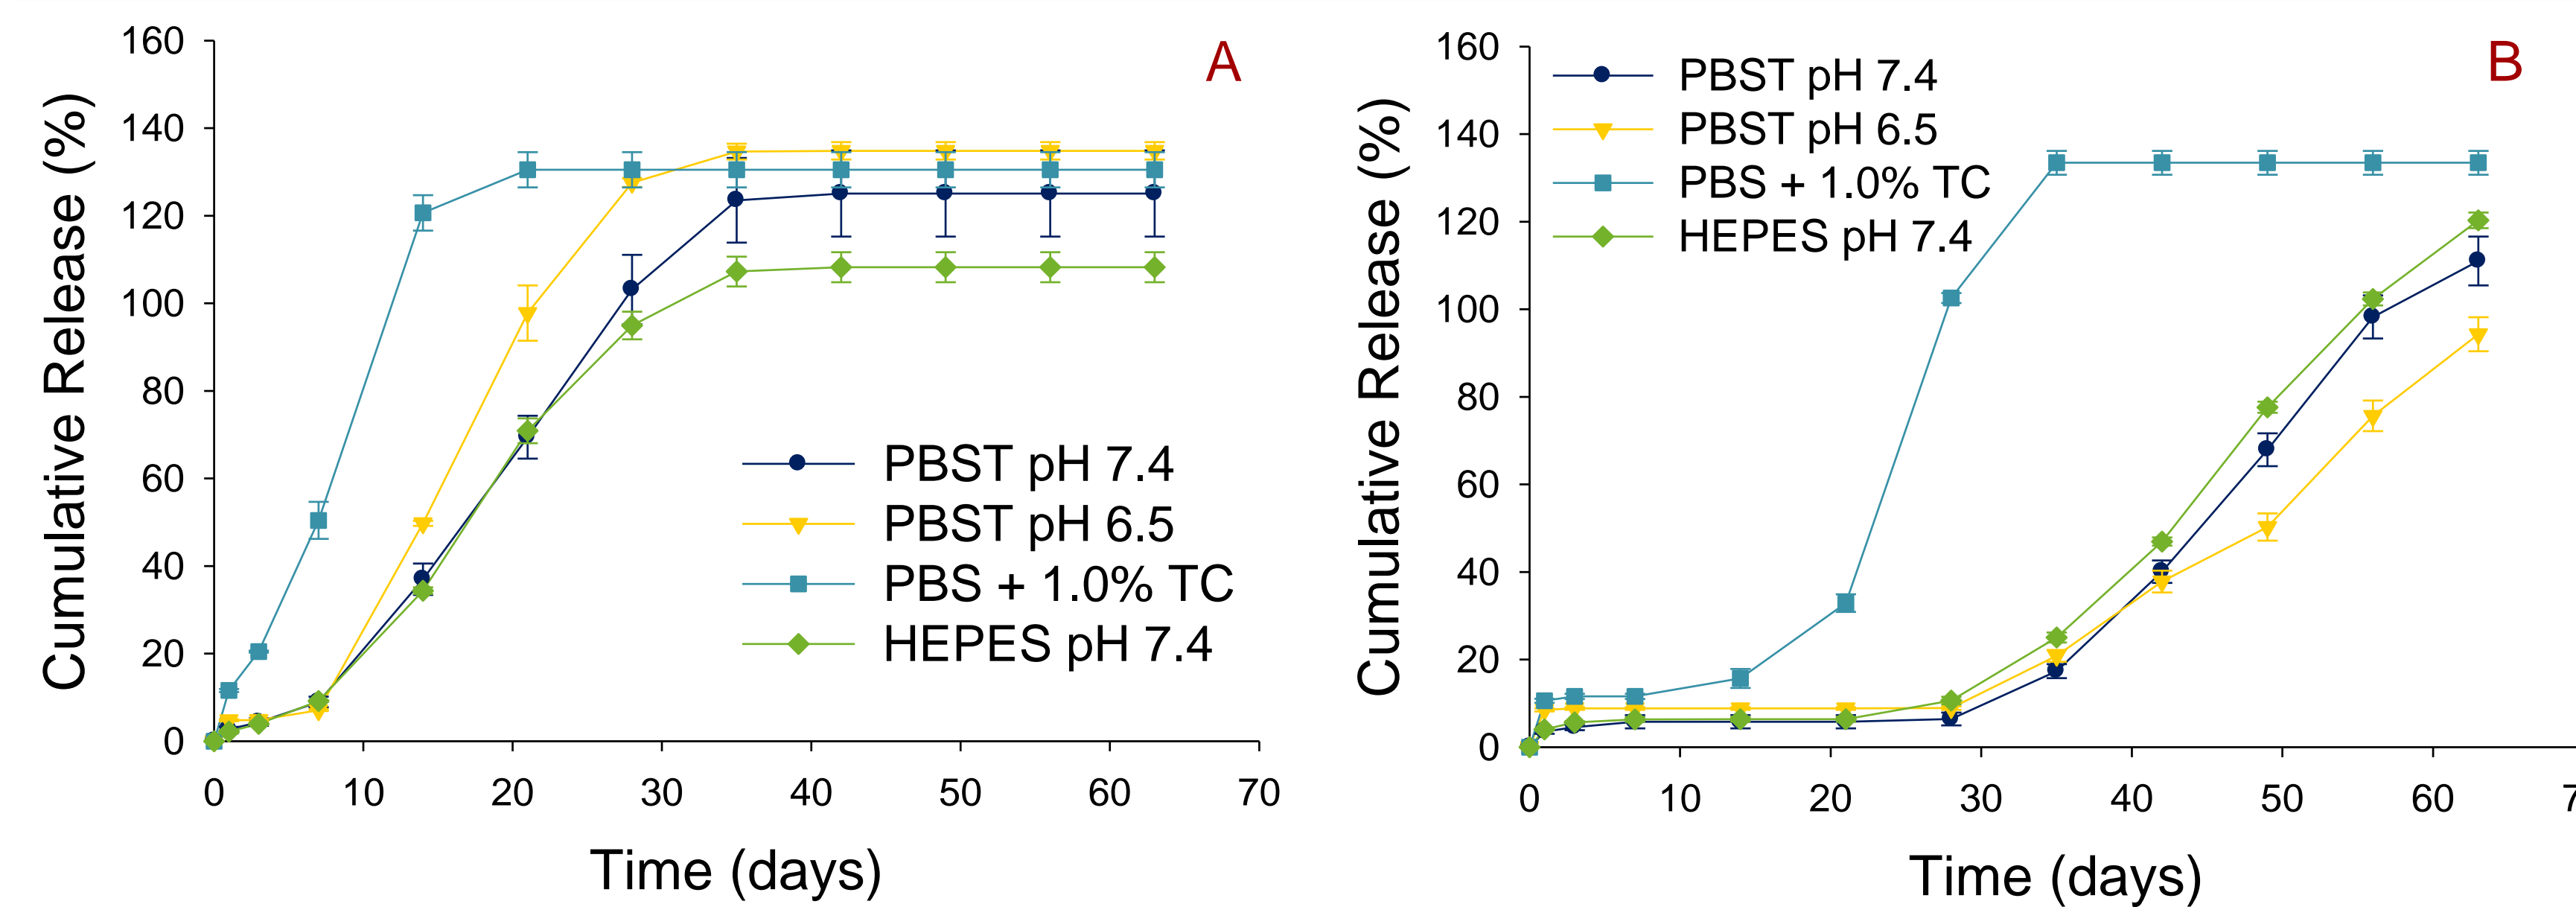 A
Cumulative Release (%)
160
140
120
100
80
60
40
20
0
0 10 20 30 40 50 60 70
Time (days)
PBST pH 7.4
PBST pH 6.5
PBS + 1.0% TC
HEPES pH 7.4
B
Cumulative Release (%)
160
140
120
100
80
60
40
20
0
0 10 20 30 40 50 60 7
Time (days)
PBST pH 7.4
PBST pH 6.5
PBS + 1.0% TC
HEPES pH 7.4